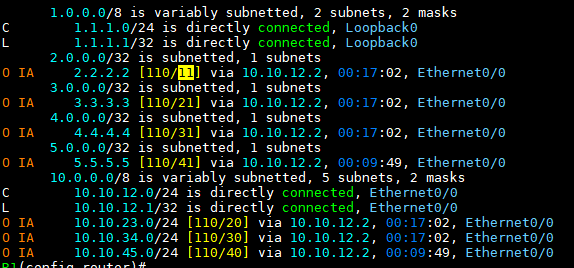 1.0.0.0/8 is variably subnetted, 2 subnets, 2 masks
C 1.1.1.0/24 is directly connected, Loopback0
L 1.1.1.1/32 is directly connected, Loopback0
2.0.0.0/32 is subnetted, 1 subnets
O IA 2.2.2.2 [110/11] via 10.10.12.2, 00:17:02, Ethernet0/0
3.0.0.0/32 is subnetted, 1 subnets
O IA 3.3.3.3 [110/21] via 10.10.12.2, 00:17:02, Ethernet0/0
4.0.0.0/32 is subnetted, 1 subnets
O IA 4.4.4.4 [110/31] via 10.10.12.2, 00:17:02, Ethernet0/0
5.0.0.0/32 is subnetted, 1 subnets
O IA 5.5.5.5 [110/41] via 10.10.12.2, 00:09:49, Ethernet0/0
10.0.0.0/8 is variably subnetted, 5 subnets, 2 masks
C 10.10.12.0/24 is directly connected, Ethernet0/0
L 10.10.12.1/32 is directly connected, Ethernet0/0
O IA 10.10.23.0/24 [110/20] via 10.10.12.2, 00:17:02, Ethernet0/0
O IA 10.10.34.0/24 [110/30] via 10.10.12.2, 00:17:02, Ethernet0/0
O IA 10.10.45.0/24 [110/40] via 10.10.12.2, 00:09:49, Ethernet0/0
R1(config-router)#